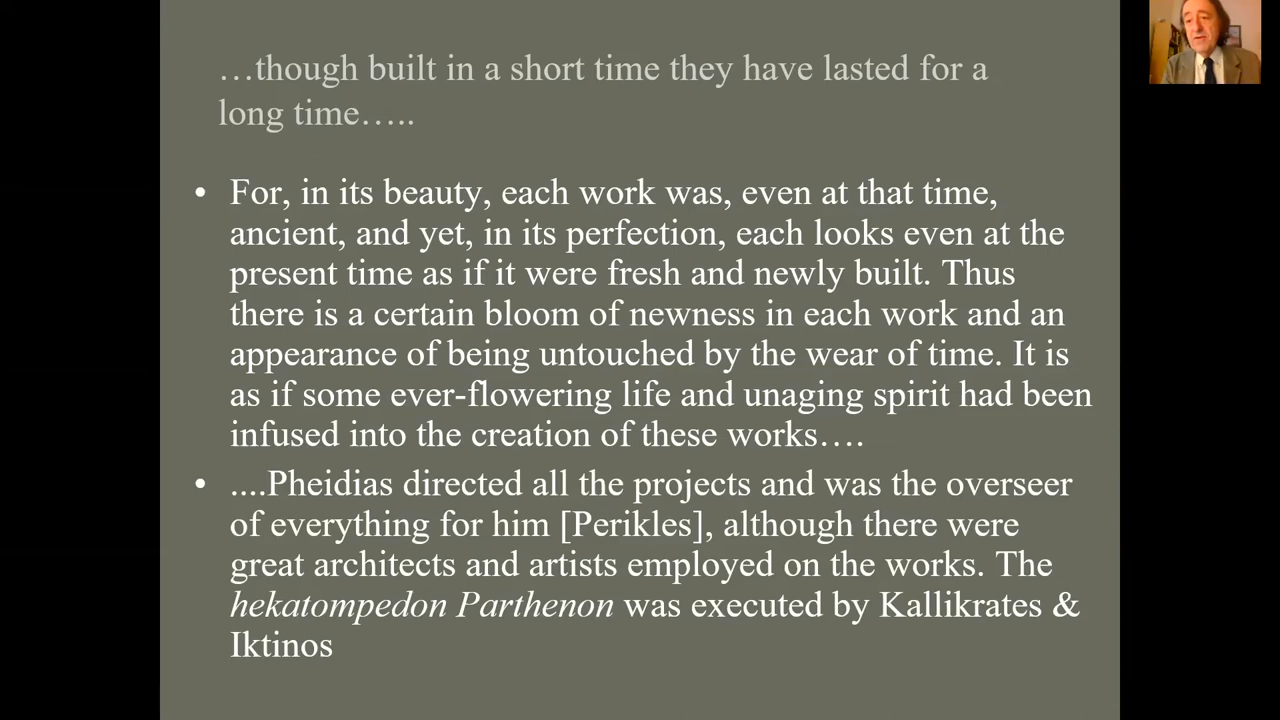 …though built in a short time they have lasted for a
long time…..
• For, in its beauty, each work was, even at that time,
ancient, and yet, in its perfection, each looks even at the
present time as if it were fresh and newly built. Thus
there is a certain bloom of newness in each work and an
appearance of being untouched by the wear of time. It is
as if some ever-flowering life and unaging spirit had been
infused into the creation of these works….
• ....Pheidias directed all the projects and was the overseer
of everything for him [Perikles], although there were
great architects and artists employed on the works. The
hekatompedon Parthenon was executed by Kallikrates &
Iktinos